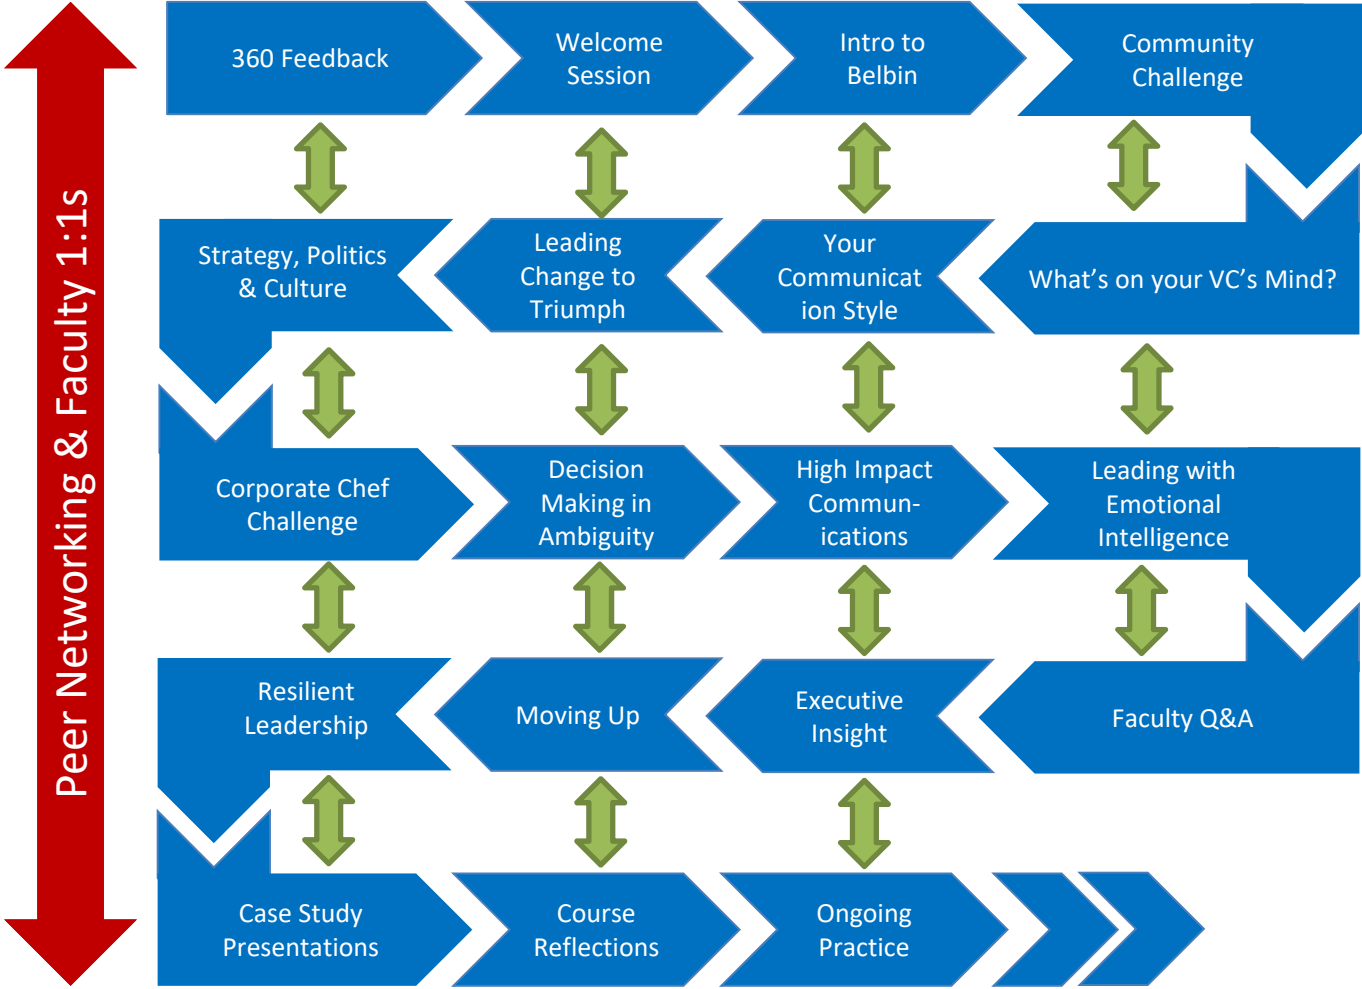 Peer Networking & Faculty 1:1s
360 Feedback
Welcome
Session
Intro to
Belbin
Community
Challenge
What's on your VC's Mind?
Your
Communicat
ion Style
Leading
Change to
Triumph
Strategy, Politics
& Culture
Corporate Chef
Challenge
Decision
Making in
Ambiguity
High Impact
Commun-
ications
Leading with
Emotional
Intelligence
Faculty Q&A
Executive
Insight
Moving Up
Resilient
Leadership
Case Study
Presentations
Course
Reflections
Ongoing
Practice